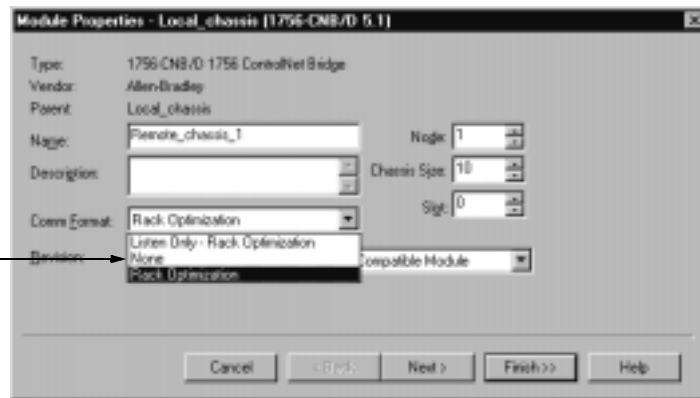 Module Properties - Local_chassis (1756-CNB/D 5.1)
Type: 1756-CNB/D 1756 ControlNet Bridge
Vendor: Allen-Bradley
Parent: Local_chassis
Name: Remote_chassis_1
Node: 1
Description:
Chassis Size: 10
Slot: 0
Comm Format: Rack Optimization
Listen Only - Rack Optimization
None
Rack Optimization
Revision: Compatible Module
Cancel < Back Next > Finish >> Help